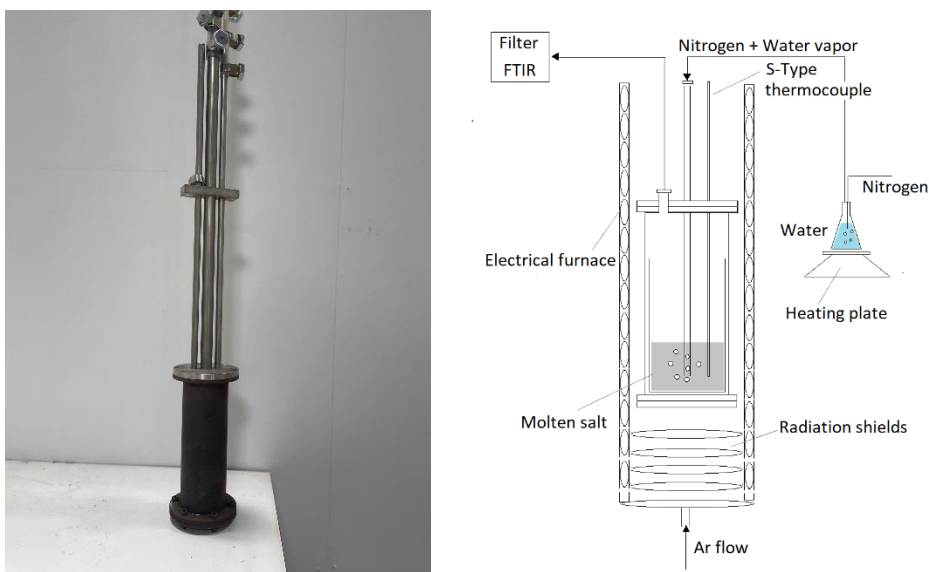 Filter
FTIR
Nitrogen + Water vapor
S-Type
thermocouple
Nitrogen
Water
Electrical furnace
Heating plate
Molten salt
Radiation shields
Ar flow